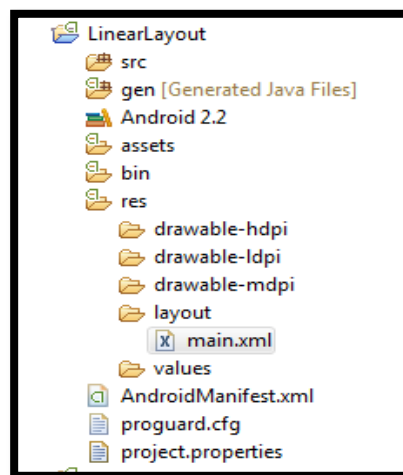 LinearLayout
src
gen [Generated Java Files]
Android 2.2
assets
bin
res
drawable-hdpi
drawable-ldpi
drawable-mdpi
layout
main.xml
values
AndroidManifest.xml
proguard.cfg
project.properties